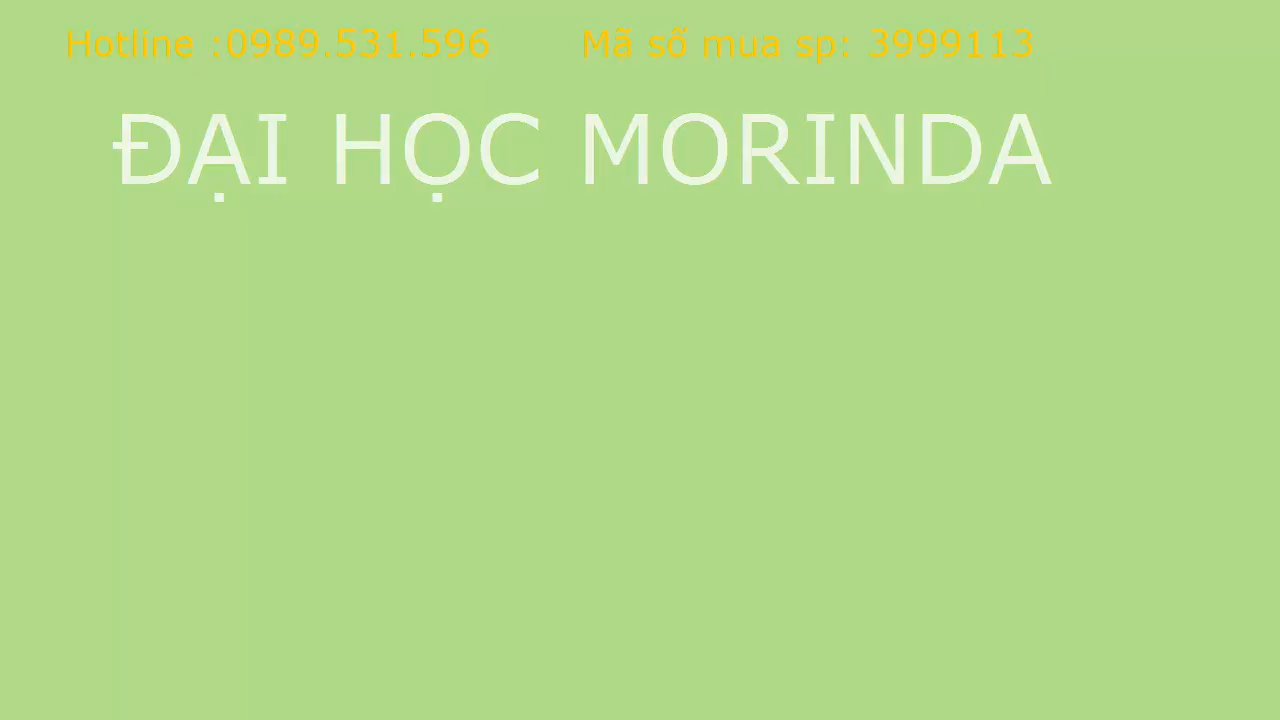 Hotline :0989.531.596 Mã số mua sp: 3999113
ĐẠI HỌC MORINDA